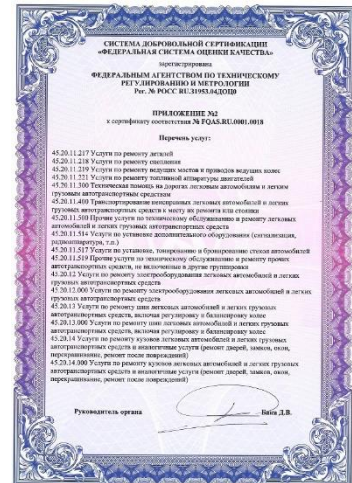 СИСТЕМА ДОБРОВОЛЬНОЙ СЕРТИФИКАЦИИ
«ФЕДЕРАЛЬНАЯ СИСТЕМА ОЦЕНКИ КАЧЕСТВА»
зарегистрирована
ФЕДЕРАЛЬНЫМ АГЕНТСТВОМ ПО ТЕХНИЧЕСКОМУ
РЕГУЛИРОВАНИЮ И МЕТРОЛОГИИ
Рег. № РОСС RU.31953.04ДОЦ0
ПРИЛОЖЕНИЕ №2
к сертификату соответствия № FQAS.RU.0001.0018
Перечень услуг:
45.20.11.217 Услуги по ремонту деталей
45.20.11.218 Услуги по ремонту сцепления
45.20.11.219 Услуги по ремонту ведущих мостов и приводов ведущих колес
45.20.11.221 Услуги по ремонту топливной аппаратуры двигателей
45.20.11.300 Техническая помощь на дорогах легковым автомобилям и легким
грузовым автотранспортным средствам
45.20.11.400 Транспортирование неисправных легковых автомобилей и легких
грузовых автотранспортных средств к месту их ремонта или стоянки
45.20.11.500 Прочие услуги по техническому обслуживанию и ремонту легковых
автомобилей и легких грузовых автотранспортных средств
45.20.11.514 Услуги по установке дополнительного оборудования (сигнализация,
радиоаппаратура, т.п.)
45.20.11.517 Услуги по установке, тонированию и бронированию стекол автомобилей
45.20.11.519 Прочие услуги по техническому обслуживанию и ремонту прочих
автотранспортных средств, не включенные в другие группировки
45.20.12 Услуги по ремонту электрооборудования легковых автомобилей и легких
грузовых автотранспортных средств
45.20.12.000 Услуги по ремонту электрооборудования легковых автомобилей и легких
грузовых автотранспортных средств
45.20.13 Услуги по ремонту шин легковых автомобилей и легких грузовых
автотранспортных средств, включая регулировку и балансировку колес
45.20.13.000 Услуги по ремонту шин легковых автомобилей и легких грузовых
автотранспортных средств, включая регулировку и балансировку колес
45.20.14 Услуги по ремонту кузовов легковых автомобилей и легких грузовых
автотранспортных средств и аналогичные услуги (ремонт дверей, замков, окон,
перекрашивание, ремонт после повреждений)
45.20.14.000 Услуги по ремонту кузовов легковых автомобилей и легких грузовых
автотранспортных средств и аналогичные услуги (ремонт дверей, замков, окон,
перекрашивание, ремонт после повреждений)
Руководитель органа
Д.В.